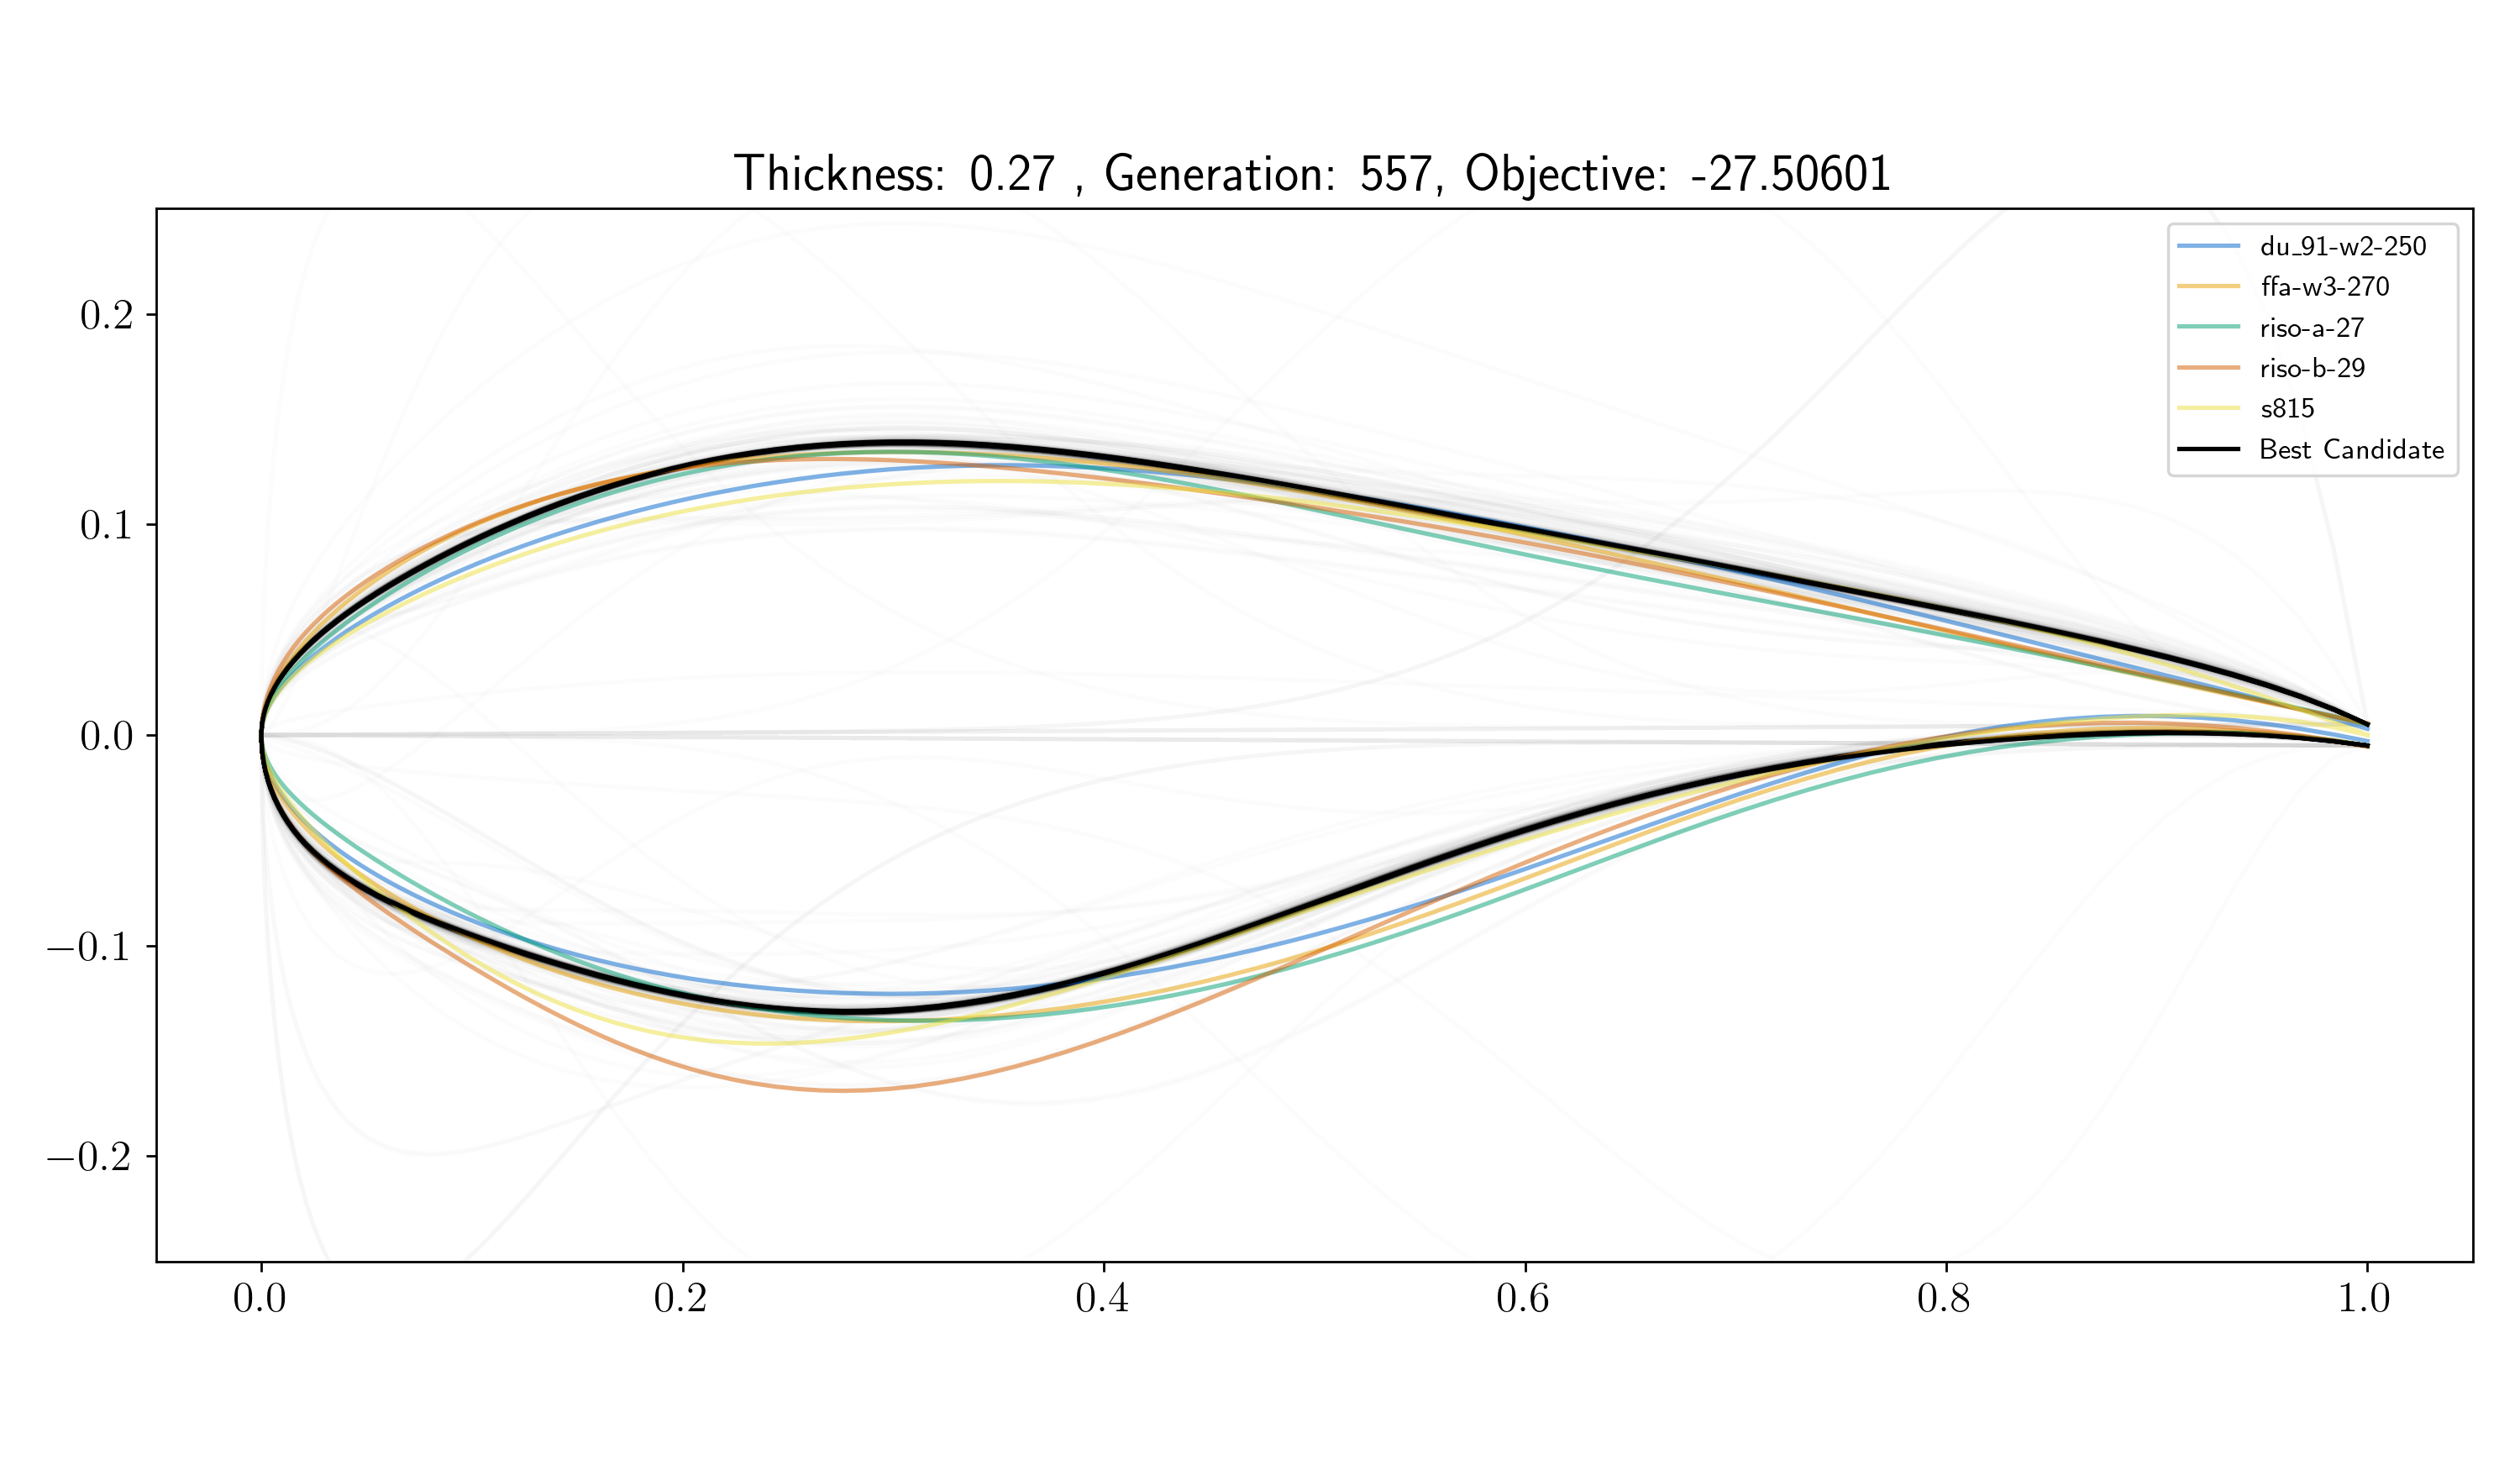 Thickness: 0.27 , Generation: 557, Objective: -27.50601
du_91-w2-250
ffa-w3-270
riso-a-27
riso-b-29
s815
Best Candidate
0.2
0.1
0.0
−0.1
−0.2
0.0 0.2 0.4 0.6 0.8 1.0